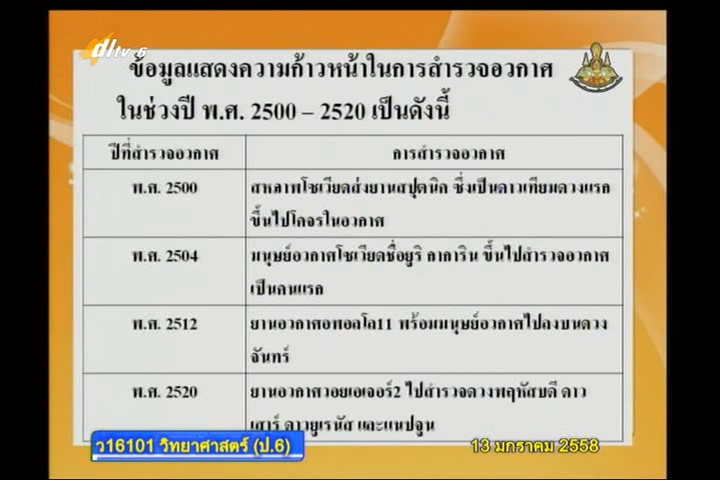 dltv 6
ข้อมูลแสดงความก้าวหน้าในการสำรวจอวกาศ
ในช่วงปี พ.ศ. 2500 – 2520 เป็นดังนี้
ปีที่สำรวจอวกาศ การสำรวจอวกาศ
พ.ศ. 2500 สหภาพโซเวียดส่งยานสปุตนิก ซึ่งเป็นดาวเทียมดวงแรก
ขึ้นไปโคจรในอวกาศ
พ.ศ. 2504 มนุษย์อวกาศโซเวียดชื่อยูริ กาการิน ขึ้นไปสำรวจอวกาศ
เป็นคนแรก
พ.ศ. 2512 ยานอวกาศอพอลโล11 พร้อมมนุษย์อวกาศไปลงบนดวง
จันทร์
พ.ศ. 2520 ยานอวกาศวอยเอเจอร์2 ไปสำรวจดวงพฤหัสบดี ดาว
เสาร์ ดาวยูเรนัส และเนปจูน
ว16101 วิทยาศาสตร์ (ป.6) 13 มกราคม 2558